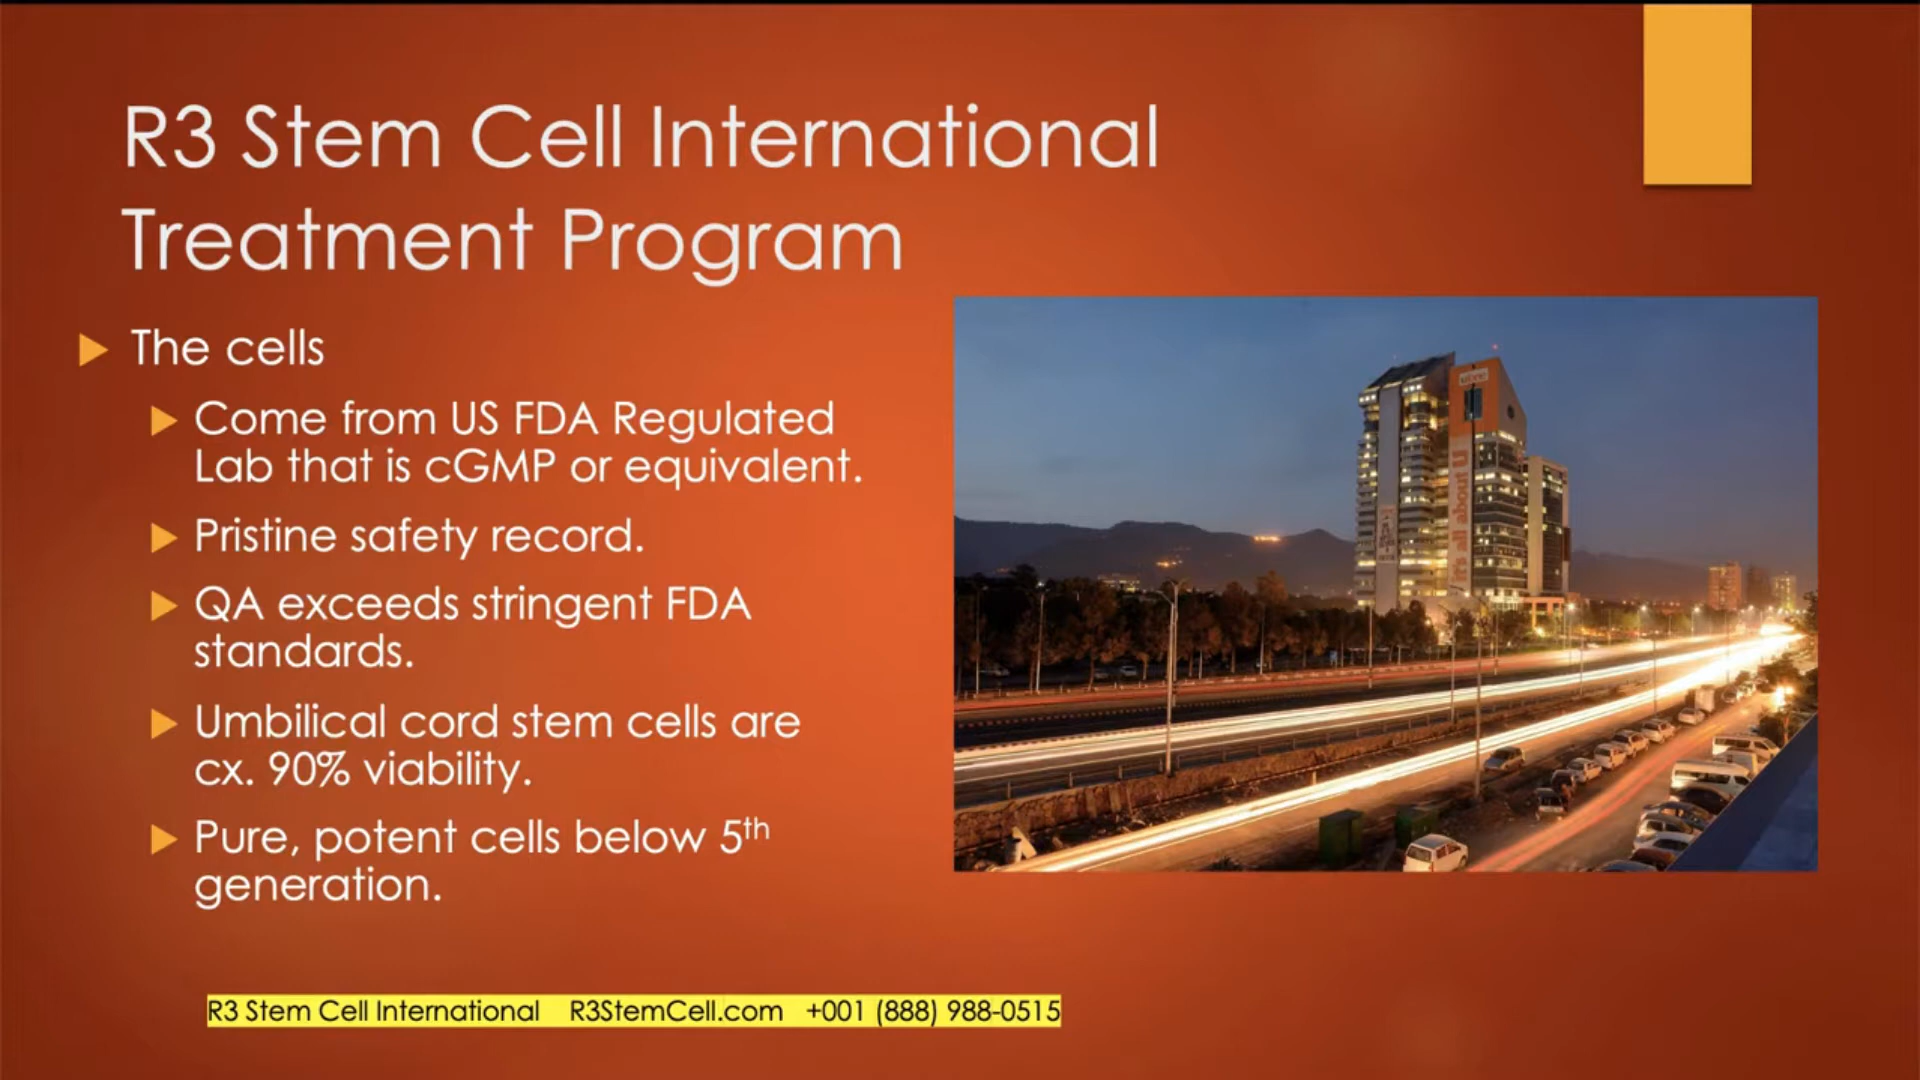 R3 Stem Cell International
Treatment Program
The cells
Come from US FDA Regulated
Lab that is cGMP or equivalent.
Pristine safety record.
QA exceeds stringent FDA
standards.
Umbilical cord stem cells are
cx. 90% viability.
Pure, potent cells below 5th
generation.
ufone
it's all about U
R3 Stem Cell International R3StemCell.com +001 (888) 988-0515